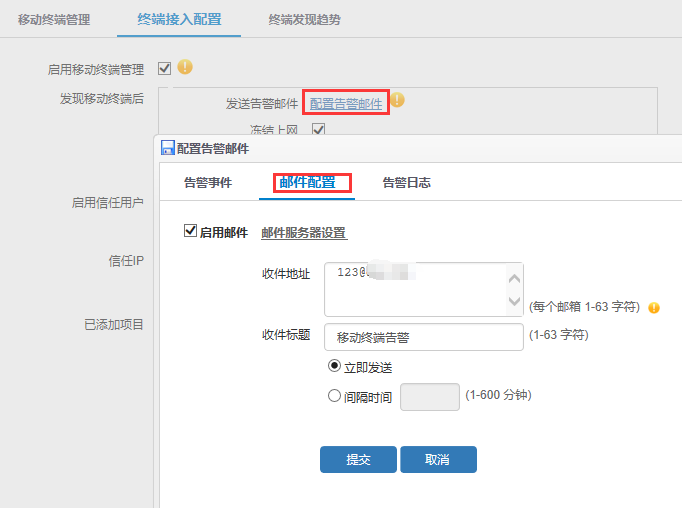 移动终端管理 终端接入配置 终端发现趋势
启用移动终端管理
发现移动终端后
发送告警邮件 配置告警邮件
冻结上网
配置告警邮件
告警事件 邮件配置 告警日志
启用信任用户
启用邮件 邮件服务器设置
信任IP
收件地址 123@
(每个邮箱 1-63 字符)
已添加项目
收件标题 移动终端告警 (1-63 字符)
立即发送
间隔时间 (1-600 分钟)
提交 取消